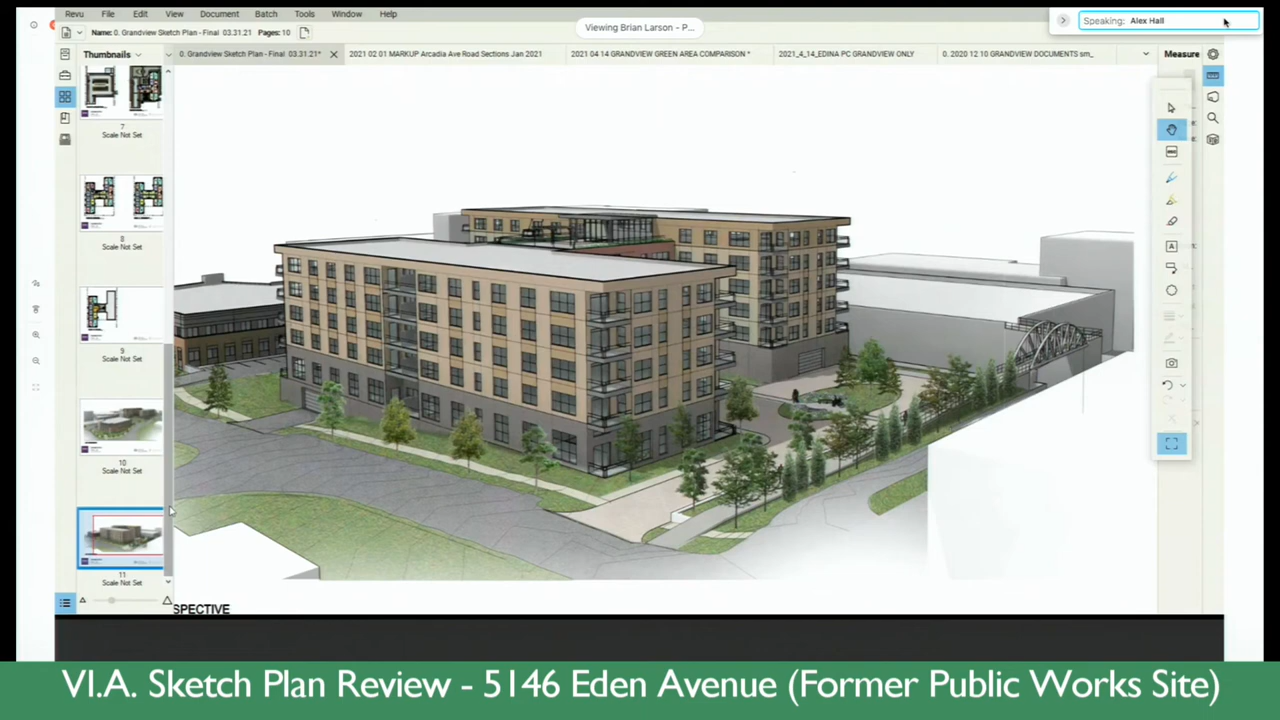 Revu File Edit View Document Batch Tools Window Help
Viewing Brian Larson - P...
Speaking: Alex Hall
Name: 0. Grandview Sketch Plan - Final 03.31.21 Pages: 10
Thumbnails
0. Grandview Sketch Plan - Final 03.31.21*
2021 02 01 MARKUP Arcadia Ave Road Sections Jan 2021
2021 04 14 GRANDVIEW GREEN AREA COMPARISON *
2021_4_14_EDINA PC GRANDVIEW ONLY
0. 2020 12 10 GRANDVIEW DOCUMENTS sm_
Measure
7
Scale Not Set
8
Scale Not Set
9
Scale Not Set
10
Scale Not Set
11
Scale Not Set
SPECTIVE
VI.A. Sketch Plan Review - 5146 Eden Avenue (Former Public Works Site)